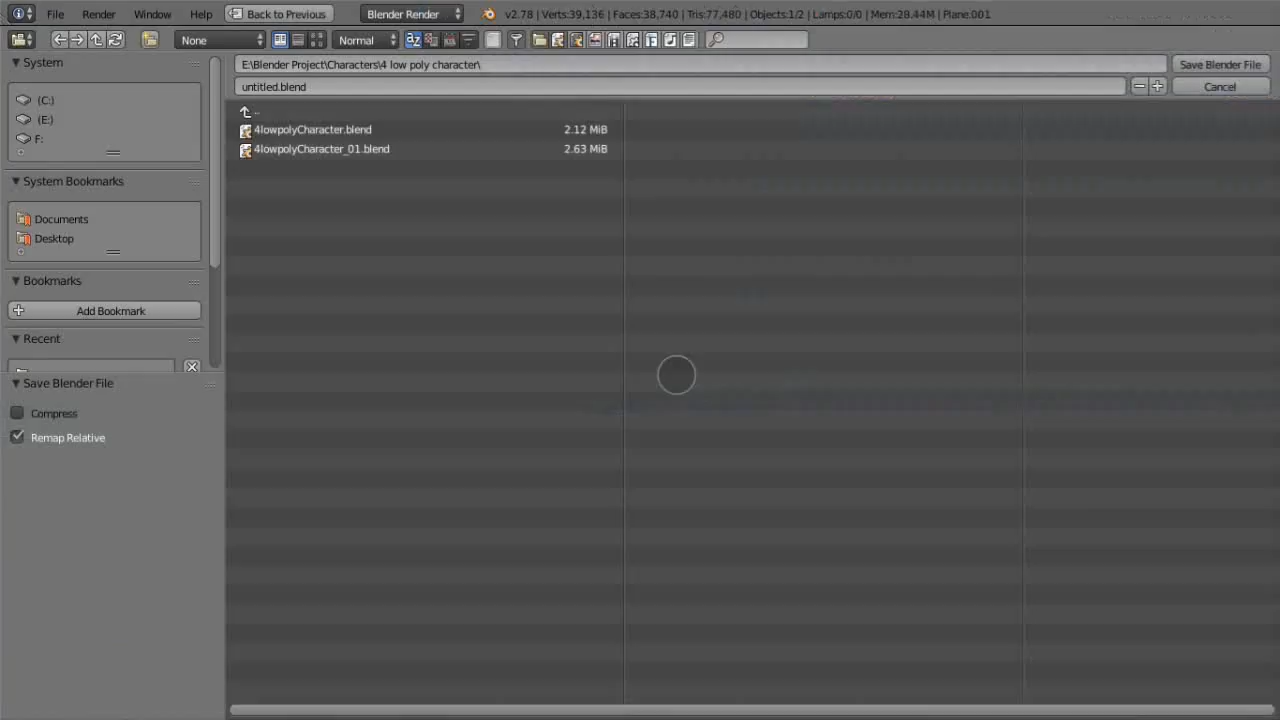 File Render Window Help Back to Previous Blender Render v2.78 | Verts:39,136 | Faces:38,740 | Tris:77,480 | Objects:1/2 | Lamps:0/0 | Mem:28.44M | Plane.001
None Normal
System
E:\Blender Project\Characters\4 low poly character\ Save Blender File
untitled.blend Cancel
(C:)
(E:)
F:
..
4lowpolyCharacter.blend 2.12 MiB
4lowpolyCharacter_01.blend 2.63 MiB
System Bookmarks
Documents
Desktop
Bookmarks
Add Bookmark
Recent
Save Blender File
Compress
Remap Relative